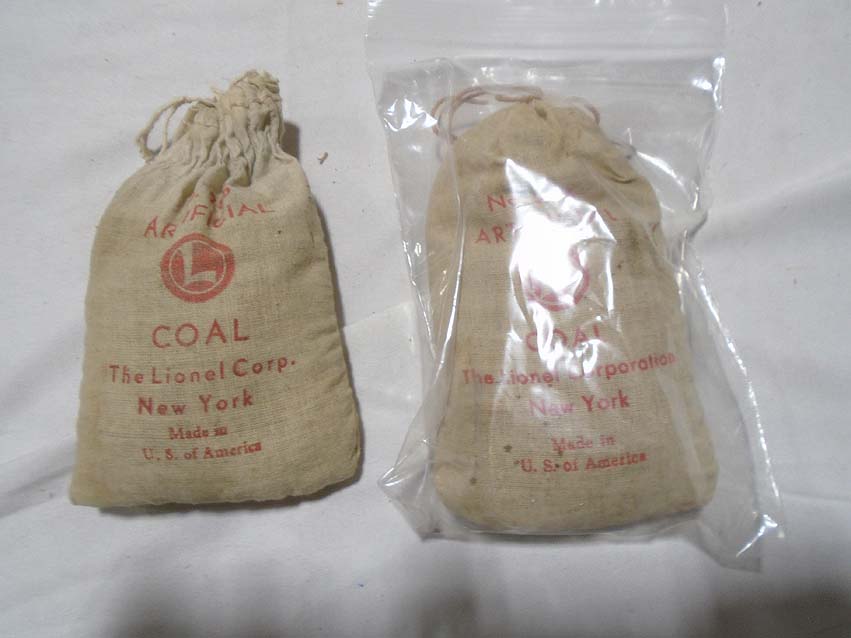 ARTIFICIAL
L
COAL
The Lionel Corp.
New York
Made in
U. S. of America
COAL
The Lionel Corporation
New York
Made in
U. S. of America